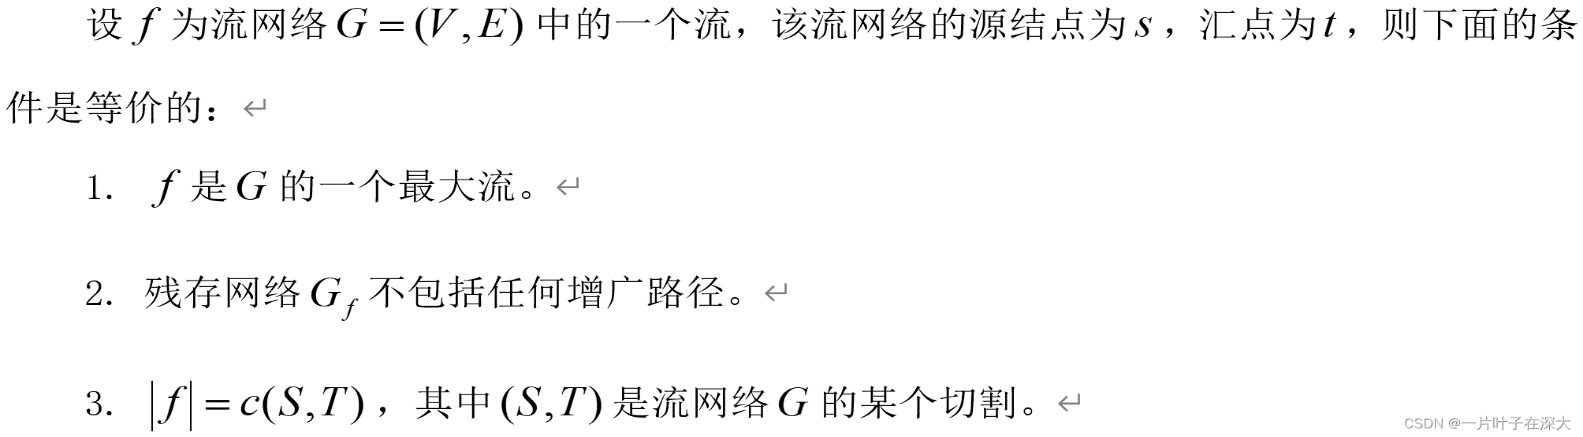 设 f 为流网络 G = (V, E) 中的一个流，该流网络的源结点为 s，汇点为 t，则下面的条
件是等价的：↵
1. f 是 G 的一个最大流。↵
2. 残存网络 G_f 不包括任何增广路径。↵
3. |f| = c(S,T)，其中 (S,T) 是流网络 G 的某个切割。↵
CSDN @一片叶子在深大